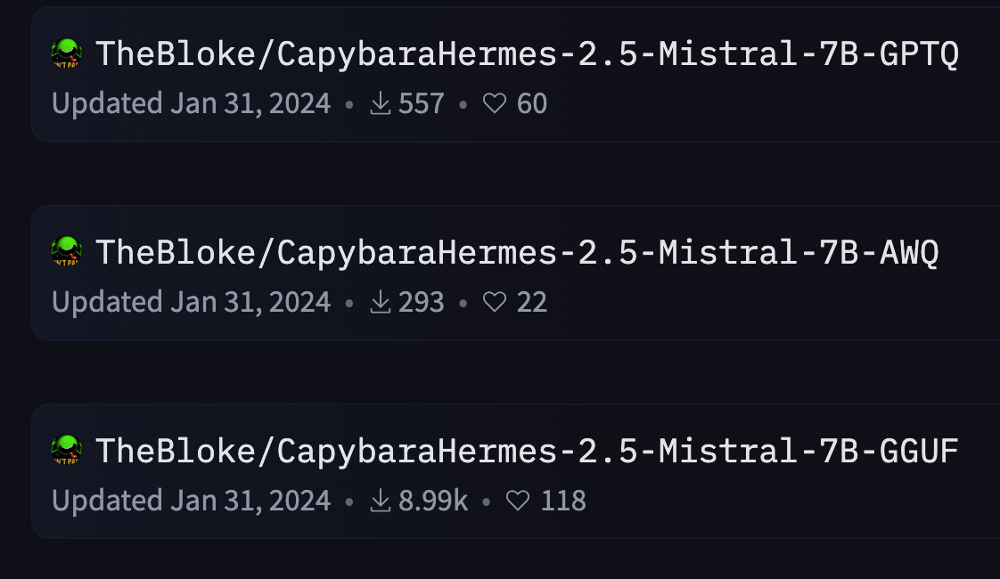 TheBloke/CapybaraHermes-2.5-Mistral-7B-GPTQ
Updated Jan 31, 2024 • 557 • 60
TheBloke/CapybaraHermes-2.5-Mistral-7B-AWQ
Updated Jan 31, 2024 • 293 • 22
TheBloke/CapybaraHermes-2.5-Mistral-7B-GGUF
Updated Jan 31, 2024 • 8.99k • 118